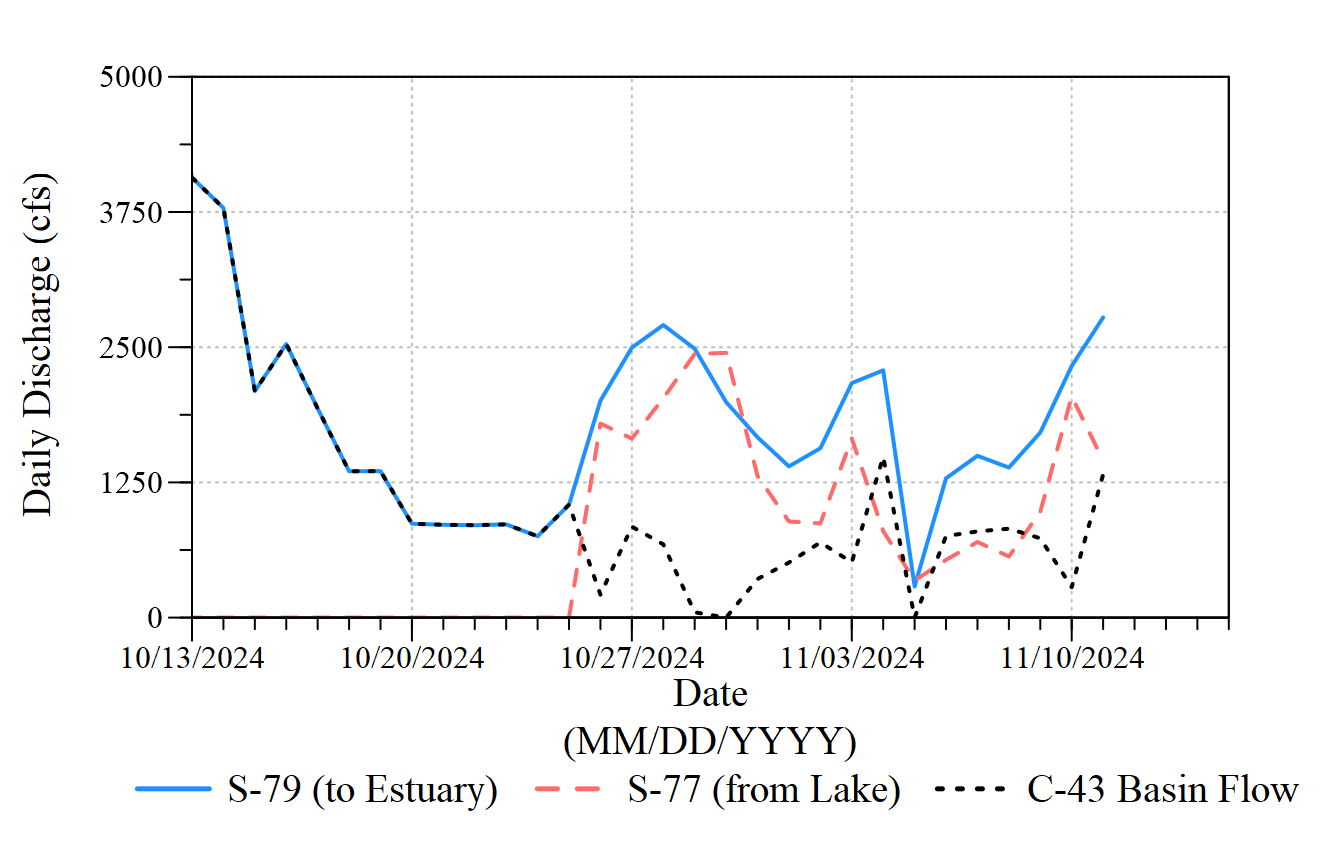 Daily Discharge (cfs)
5000
3750
2500
1250
0
10/13/2024 10/20/2024 10/27/2024 11/03/2024 11/10/2024
Date
(MM/DD/YYYY)
S-79 (to Estuary) S-77 (from Lake) C-43 Basin Flow